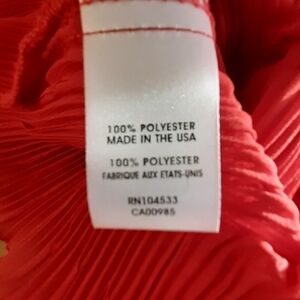 100% POLYESTER
MADE IN THE USA
100% POLYESTER
FABRIQUE AUX ETATS-UNIS
RN104533
CA00985